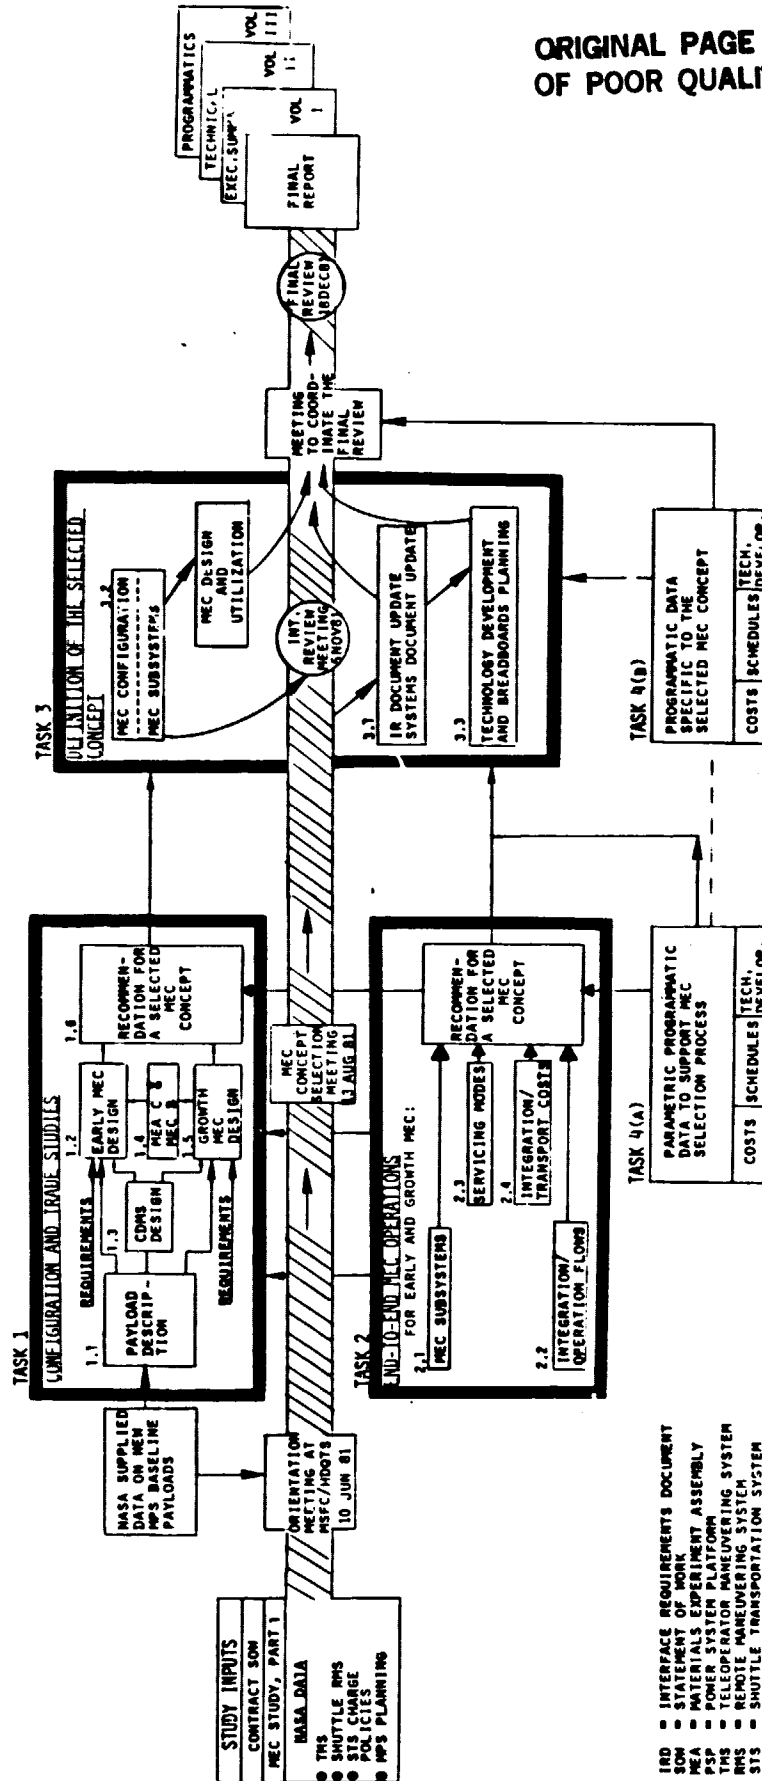 ORIGINAL PAGE
OF POOR QUALI
STUDY INPUTS
CONTRACT SOW
MEC STUDY, PART 1
NASA DATA
● TMS
● SHUTTLE RMS
● STS CHARGE
POLICIES
● MPS PLANNING
NASA SUPPLIED
DATA ON NEW
MPS BASELINE
PAYLOADS
ORIENTATION
MEETING AT
MSFC/HDQTS
10 JUN 81
TASK 1
CONFIGURATION AND TRADE STUDIES
1.1
PAYLOAD
DESCRIP-
TION
REQUIREMENTS
1.3
CDMS
DESIGN
REQUIREMENTS
1.2
EARLY MEC
DESIGN
1.4
MEA C &
MEC B
1.5
GROWTH
MEC
DESIGN
1.6
RECOMMEN-
DATION FOR
A SELECTED
MEC
CONCEPT
MEC
CONCEPT
SELECTION
MEETING
13 AUG 81
TASK 2
END-TO-END MEC OPERATIONS
FOR EARLY AND GROWTH MEC:
2.1
MEC SUBSYSTEMS
2.3
SERVICING MODES
2.4
INTEGRATION/
TRANSPORT COSTS
2.2
INTEGRATION/
OPERATION FLOWS
RECOMMEN-
DATION FOR
A SELECTED
MEC
CONCEPT
TASK 4(A)
PARAMETRIC PROGRAMMATIC
DATA TO SUPPORT MEC
SELECTION PROCESS
COSTS
SCHEDULES
TECH.
DEVELOP.
TASK 3
DEFINITION OF THE SELECTED
CONCEPT
3.2
MEC CONFIGURATION
MEC SUBSYSTEMS
MEC DESIGN
AND
UTILIZATION
INT.
REVIEW
MEETING
6NOV81
3.1
IR DOCUMENT UPDATE
SYSTEMS DOCUMENT UPDATE
3.3
TECHNOLOGY DEVELOPMENT
AND BREADBOARDS PLANNING
TASK 4(B)
PROGRAMMATIC DATA
SPECIFIC TO THE
SELECTED MEC CONCEPT
COSTS
SCHEDULES
TECH.
DEVELOP.
MEETING
TO COORD-
INATE THE
FINAL
REVIEW
FINAL
REVIEW
18DEC81
FINAL
REPORT
EXEC.SUMM
VOL
I
VOL
II
PROGRAMMATICS
VOL
III
IRD = INTERFACE REQUIREMENTS DOCUMENT
SOW = STATEMENT OF WORK
MEA = MATERIALS EXPERIMENT ASSEMBLY
PSP = POWER SYSTEM PLATFORM
TMS = TELEOPERATOR MANEUVERING SYSTEM
RMS = REMOTE MANEUVERING SYSTEM
STS = SHUTTLE TRANSPORTATION SYSTEM